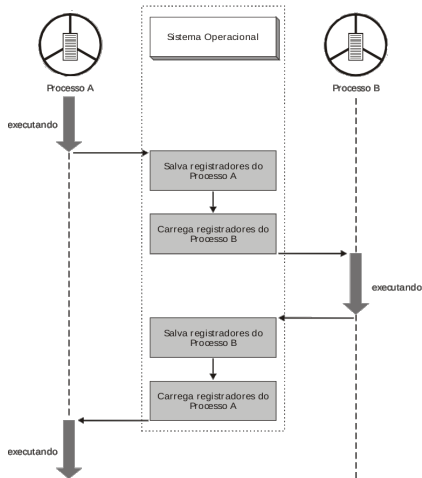 Sistema Operacional
Processo A
Processo B
executando
Salva registradores do
Processo A
Carrega registradores do
Processo B
executando
Salva registradores do
Processo B
Carrega registradores do
Processo A
executando